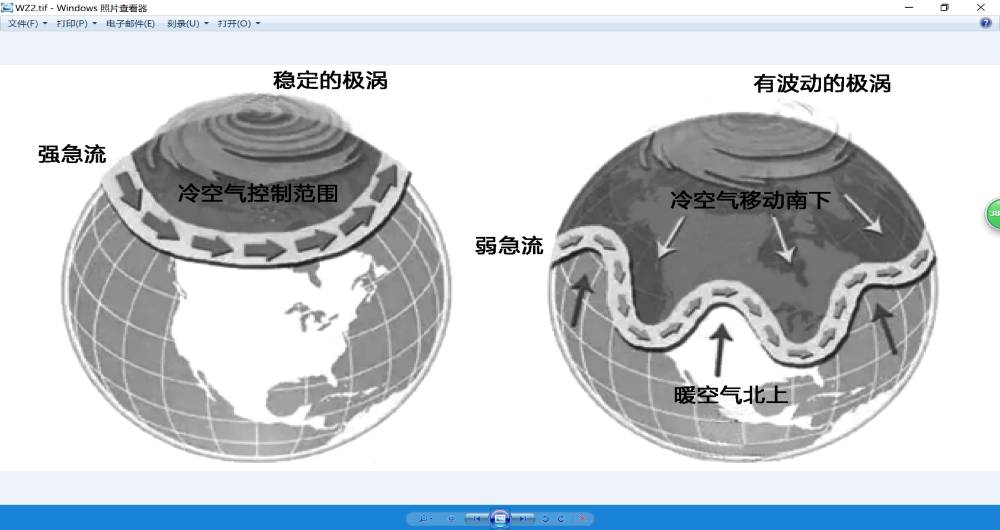 WZ2.tif - Windows 照片查看器
文件(F) 打印(P) 电子邮件(E) 刻录(U) 打开(O)
稳定的极涡
有波动的极涡
强急流
冷空气控制范围
冷空气移动南下
弱急流
暖空气北上
38